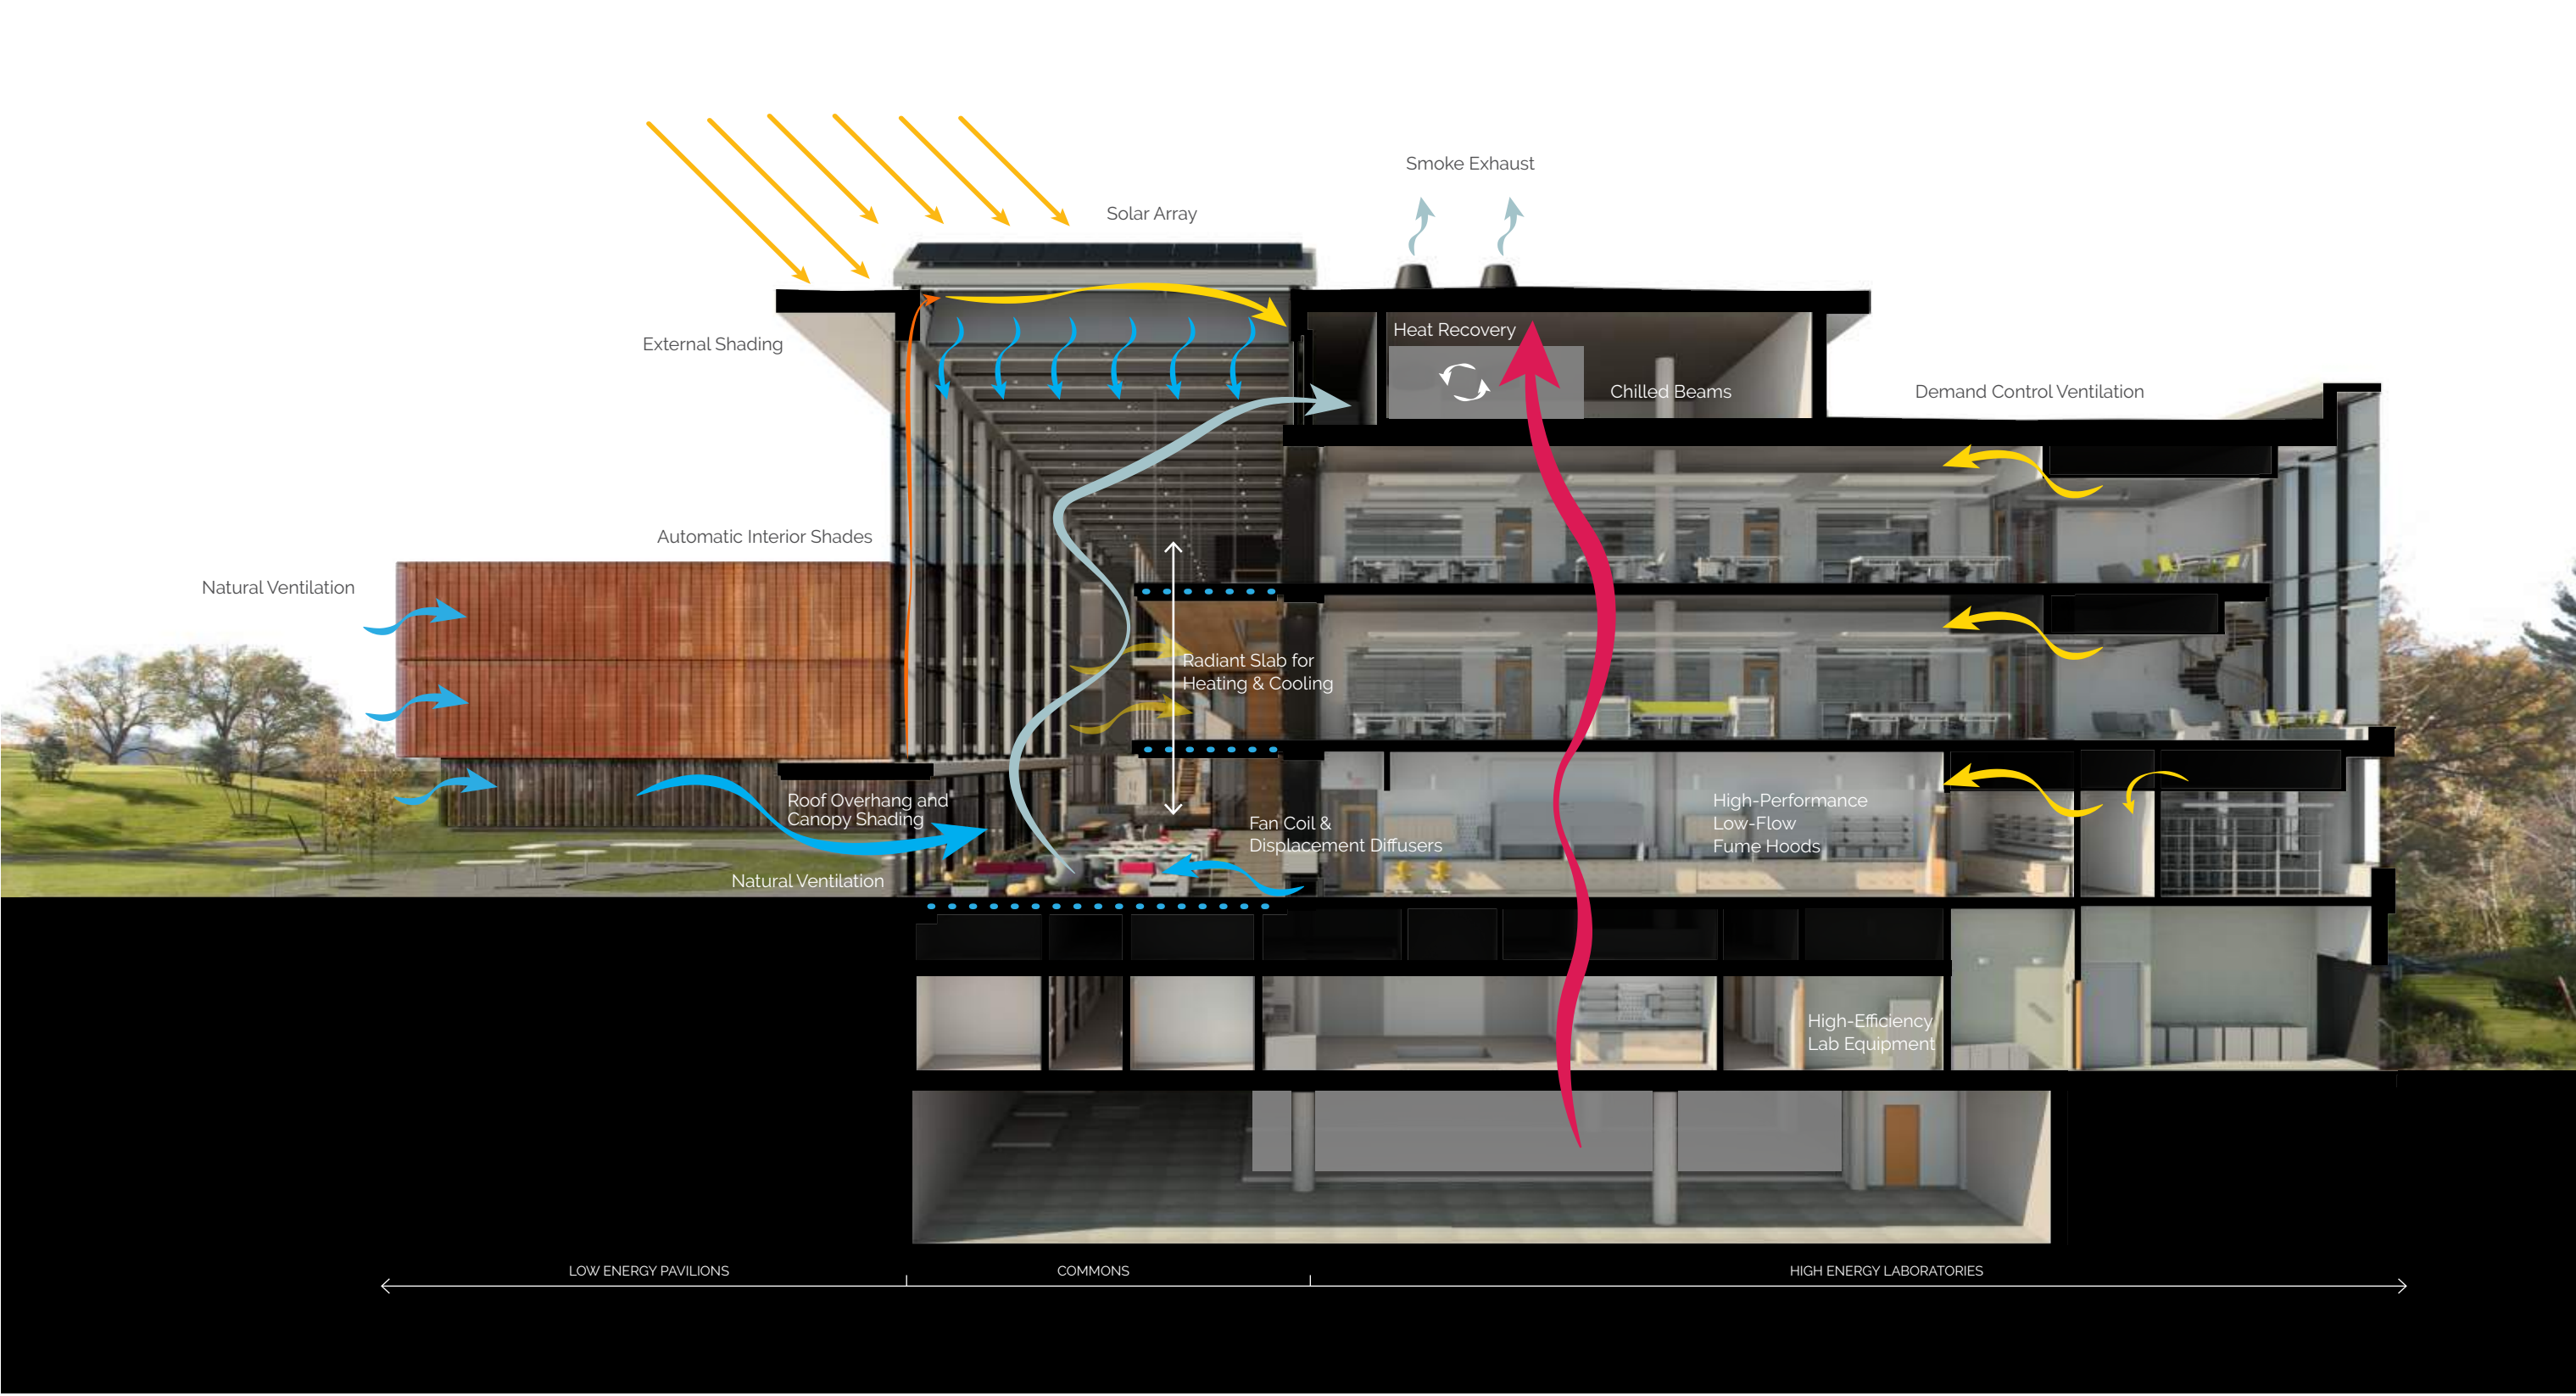 Smoke Exhaust
Solar Array
Heat Recovery
External Shading
Chilled Beams
Demand Control Ventilation
Automatic Interior Shades
Natural Ventilation
Radiant Slab for
Heating & Cooling
Roof Overhang and
Canopy Shading
Fan Coil &
Displacement Diffusers
High-Performance
Low-Flow
Fume Hoods
Natural Ventilation
High-Efficiency
Lab Equipment
LOW ENERGY PAVILIONS
COMMONS
HIGH ENERGY LABORATORIES